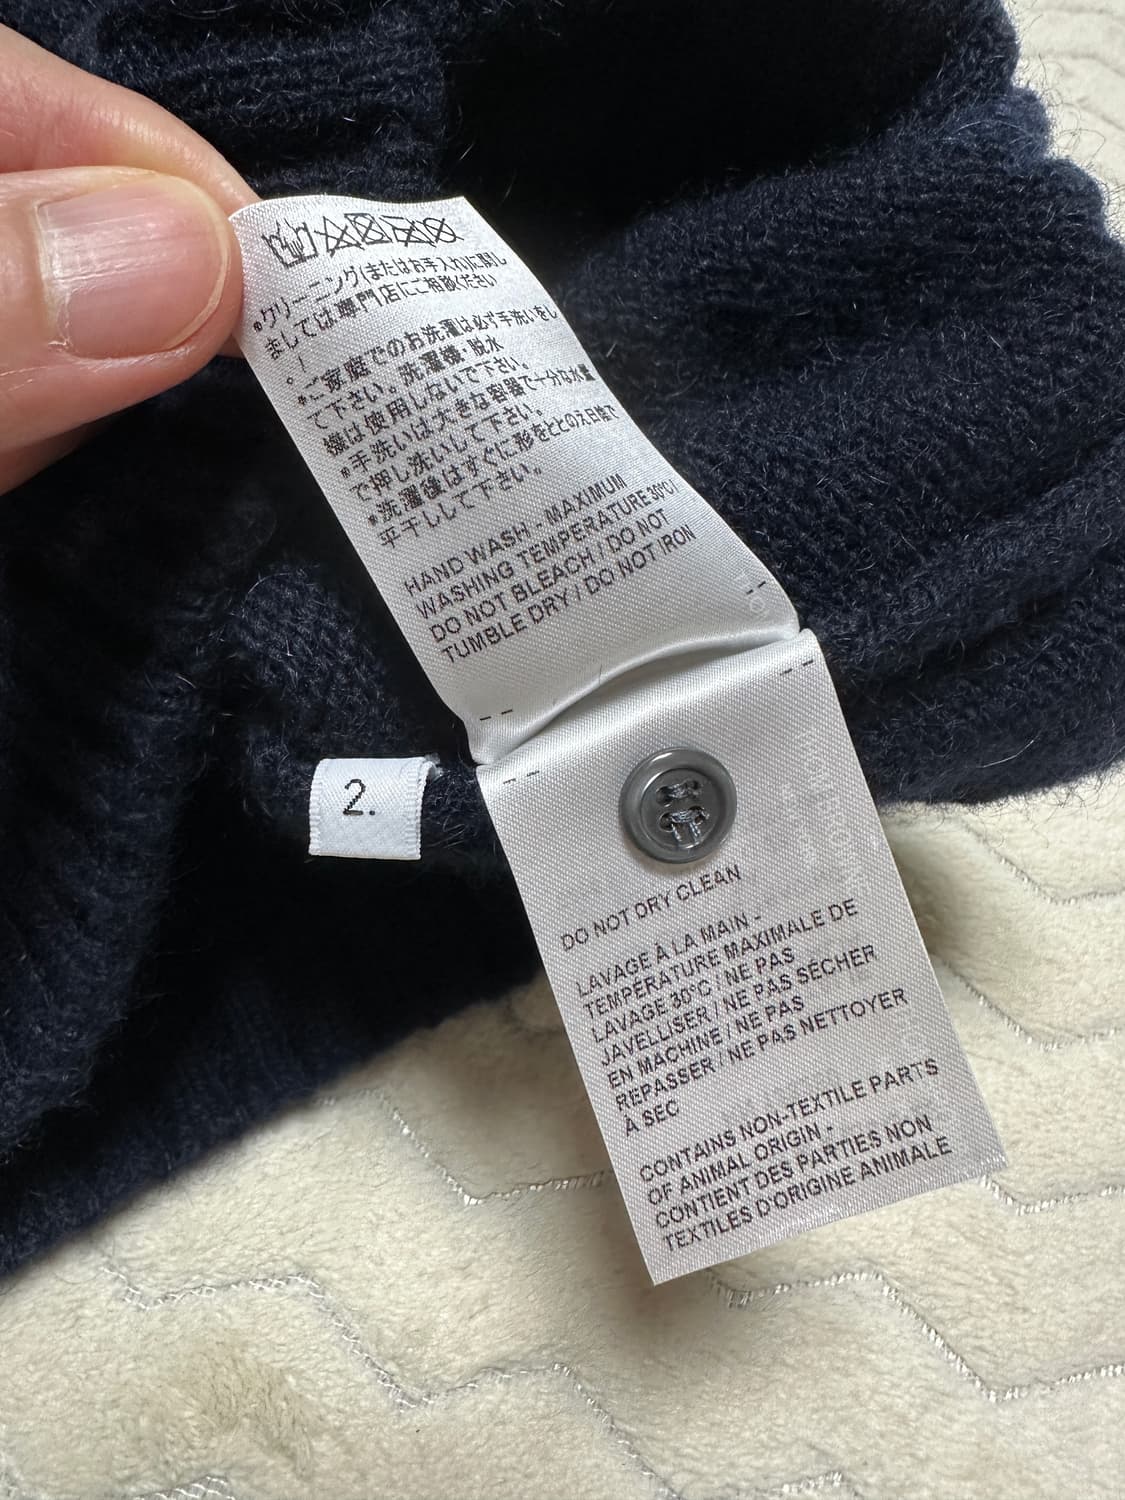 •クリーニング(またはお手入れ)に関し
ましては専門店にご相談ください
。!
•ご家庭でのお洗濯は必ず手洗いをし
て下さい。洗濯機・脱水
機は使用しないで下さい。
•手洗いは大きな容器で十分な水量
で押し洗いして下さい。
•洗濯後はすぐに形をととのえ日陰で
平干しして下さい。
HAND WASH - MAXIMUM
WASHING TEMPERATURE 30°C /
DO NOT BLEACH / DO NOT
TUMBLE DRY / DO NOT IRON
2.
DO NOT DRY CLEAN
LAVAGE À LA MAIN -
TEMPÉRATURE MAXIMALE DE
LAVAGE 30°C / NE PAS
JAVELLISER / NE PAS SÉCHER
EN MACHINE / NE PAS
REPASSER / NE PAS NETTOYER
À SEC
CONTAINS NON-TEXTILE PARTS
OF ANIMAL ORIGIN -
CONTIENT DES PARTIES NON
TEXTILES D'ORIGINE ANIMALE